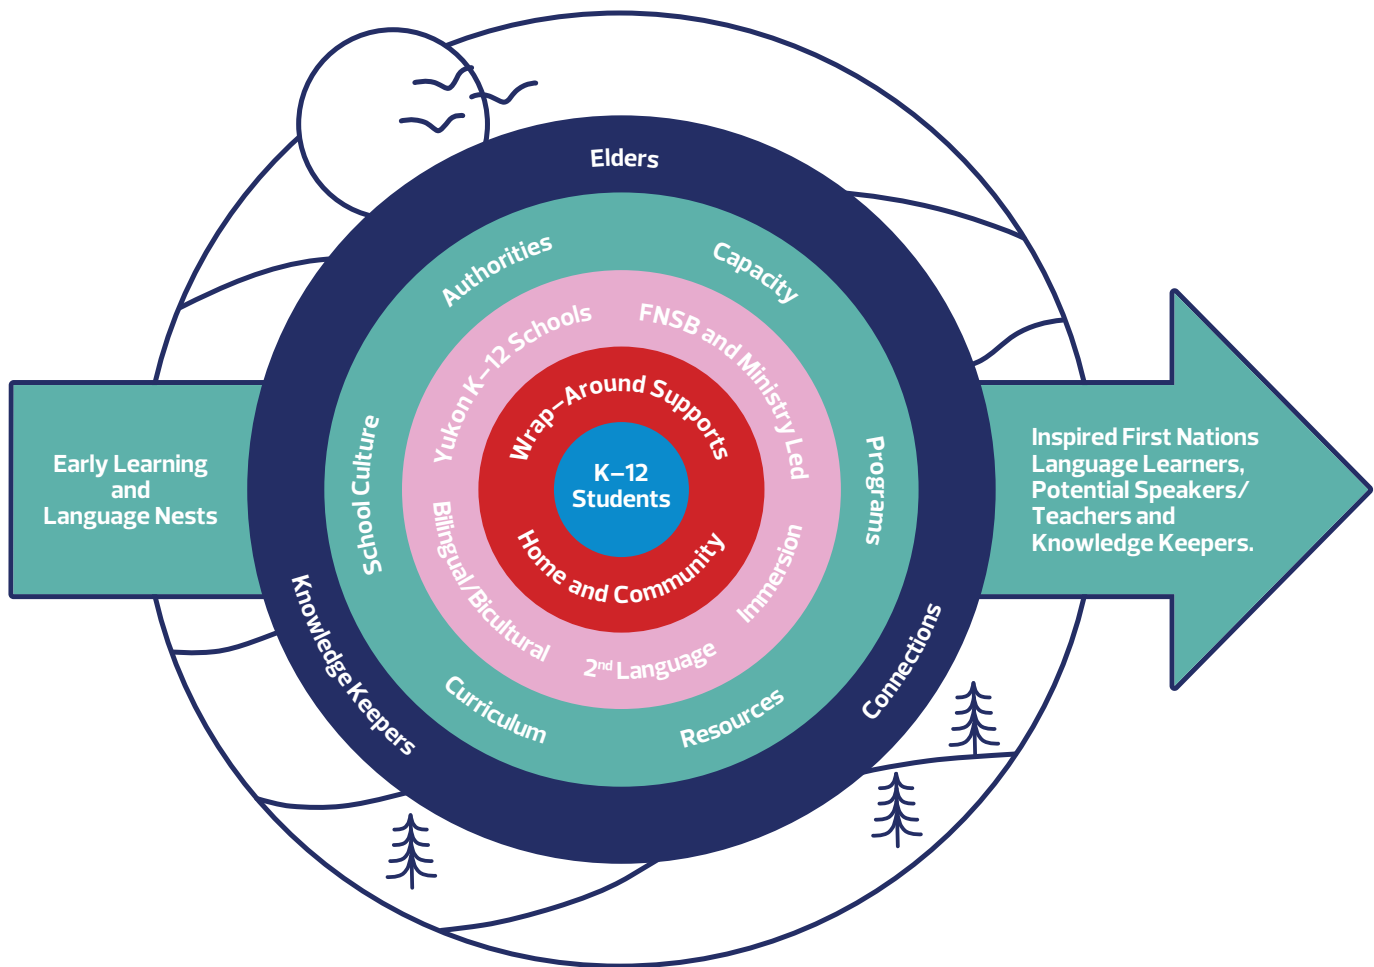 Elders
Authorities
Capacity
Yukon K–12 Schools
FNSB and Ministry Led
Wrap–Around Supports
School Culture
Programs
Early Learning
and
Language Nests
K–12
Students
Inspired First Nations
Language Learners,
Potential Speakers/
Teachers and
Knowledge Keepers.
Home and Community
Bilingual/Bicultural
Immersion
2nd Language
Knowledge Keepers
Connections
Curriculum
Resources